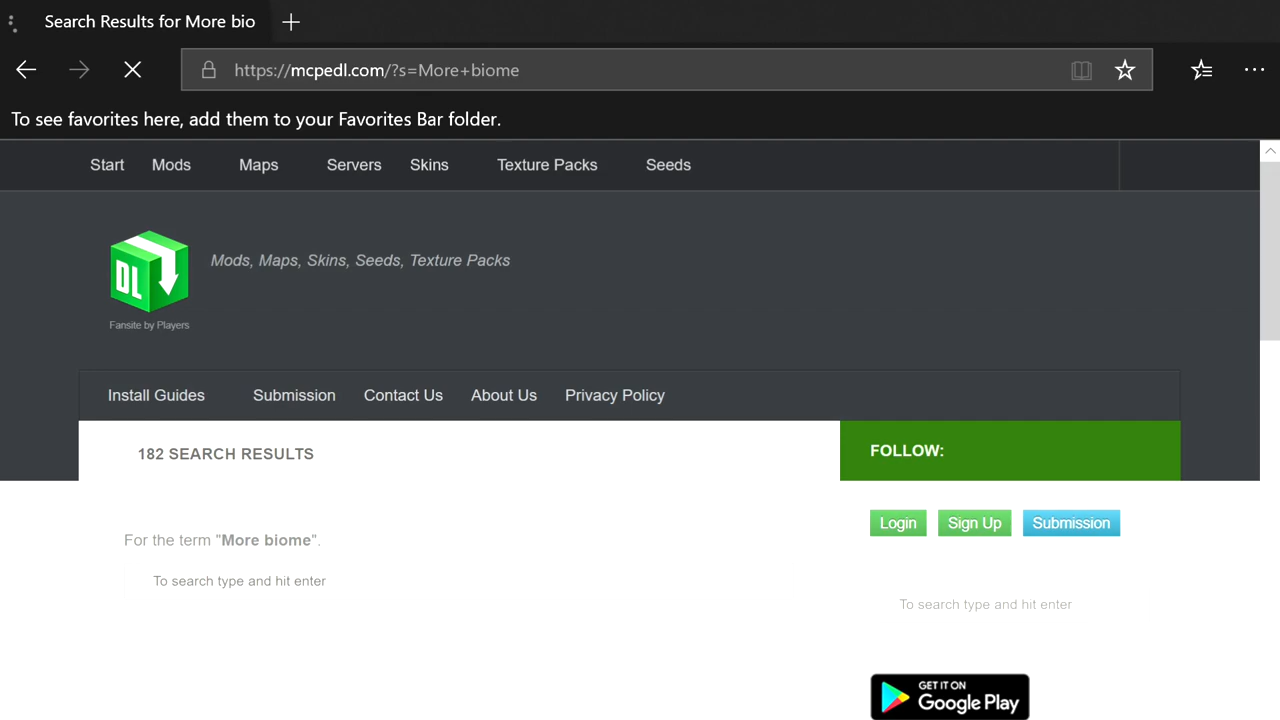 Search Results for More bio
https://mcpedl.com/?s=More+biome
To see favorites here, add them to your Favorites Bar folder.
Start Mods Maps Servers Skins Texture Packs Seeds
DL
Mods, Maps, Skins, Seeds, Texture Packs
Fansite by Players
Install Guides Submission Contact Us About Us Privacy Policy
182 SEARCH RESULTS
FOLLOW:
Login Sign Up Submission
For the term "More biome".
To search type and hit enter
To search type and hit enter
GET IT ON
Google Play